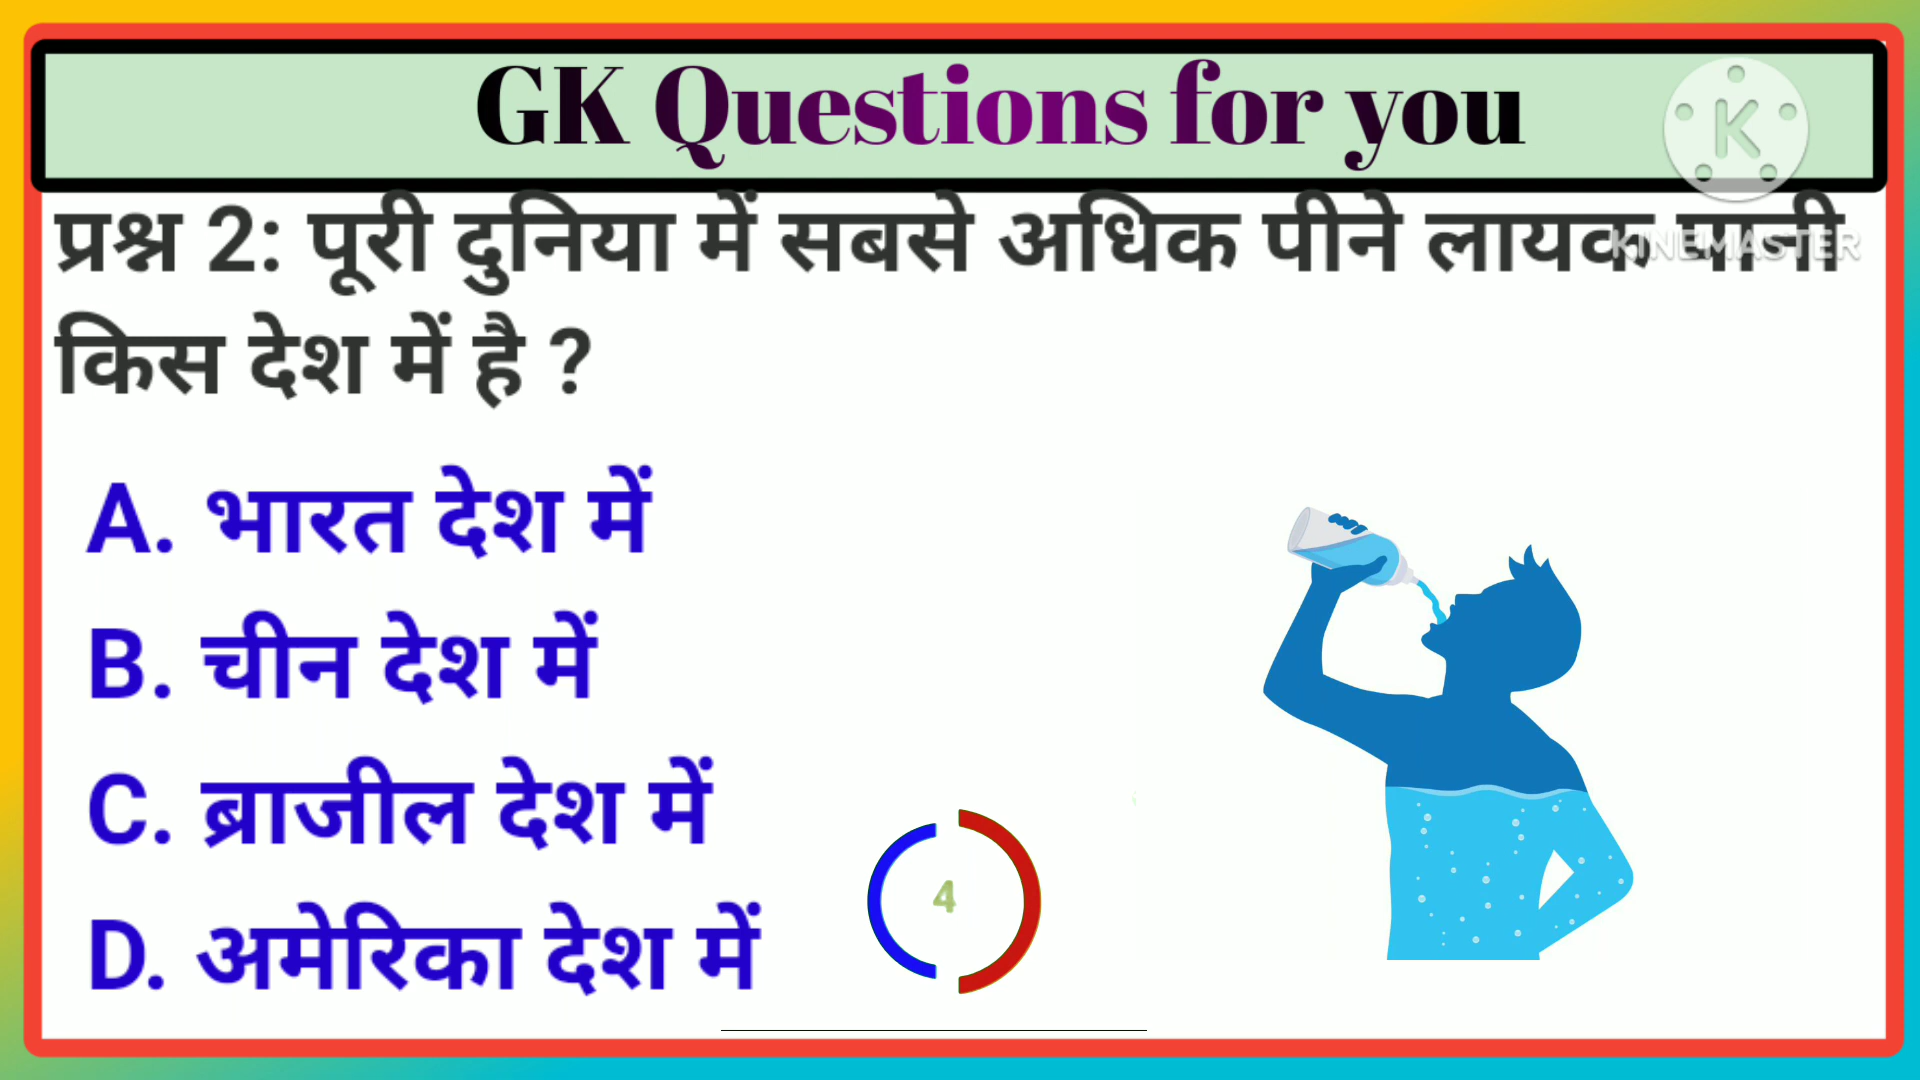 GK Questions for you
K
प्रश्न 2: पूरी दुनिया में सबसे अधिक पीने लायक पानी
KINEMASTER
किस देश में है ?
A. भारत देश में
B. चीन देश में
C. ब्राजील देश में
4
D. अमेरिका देश में